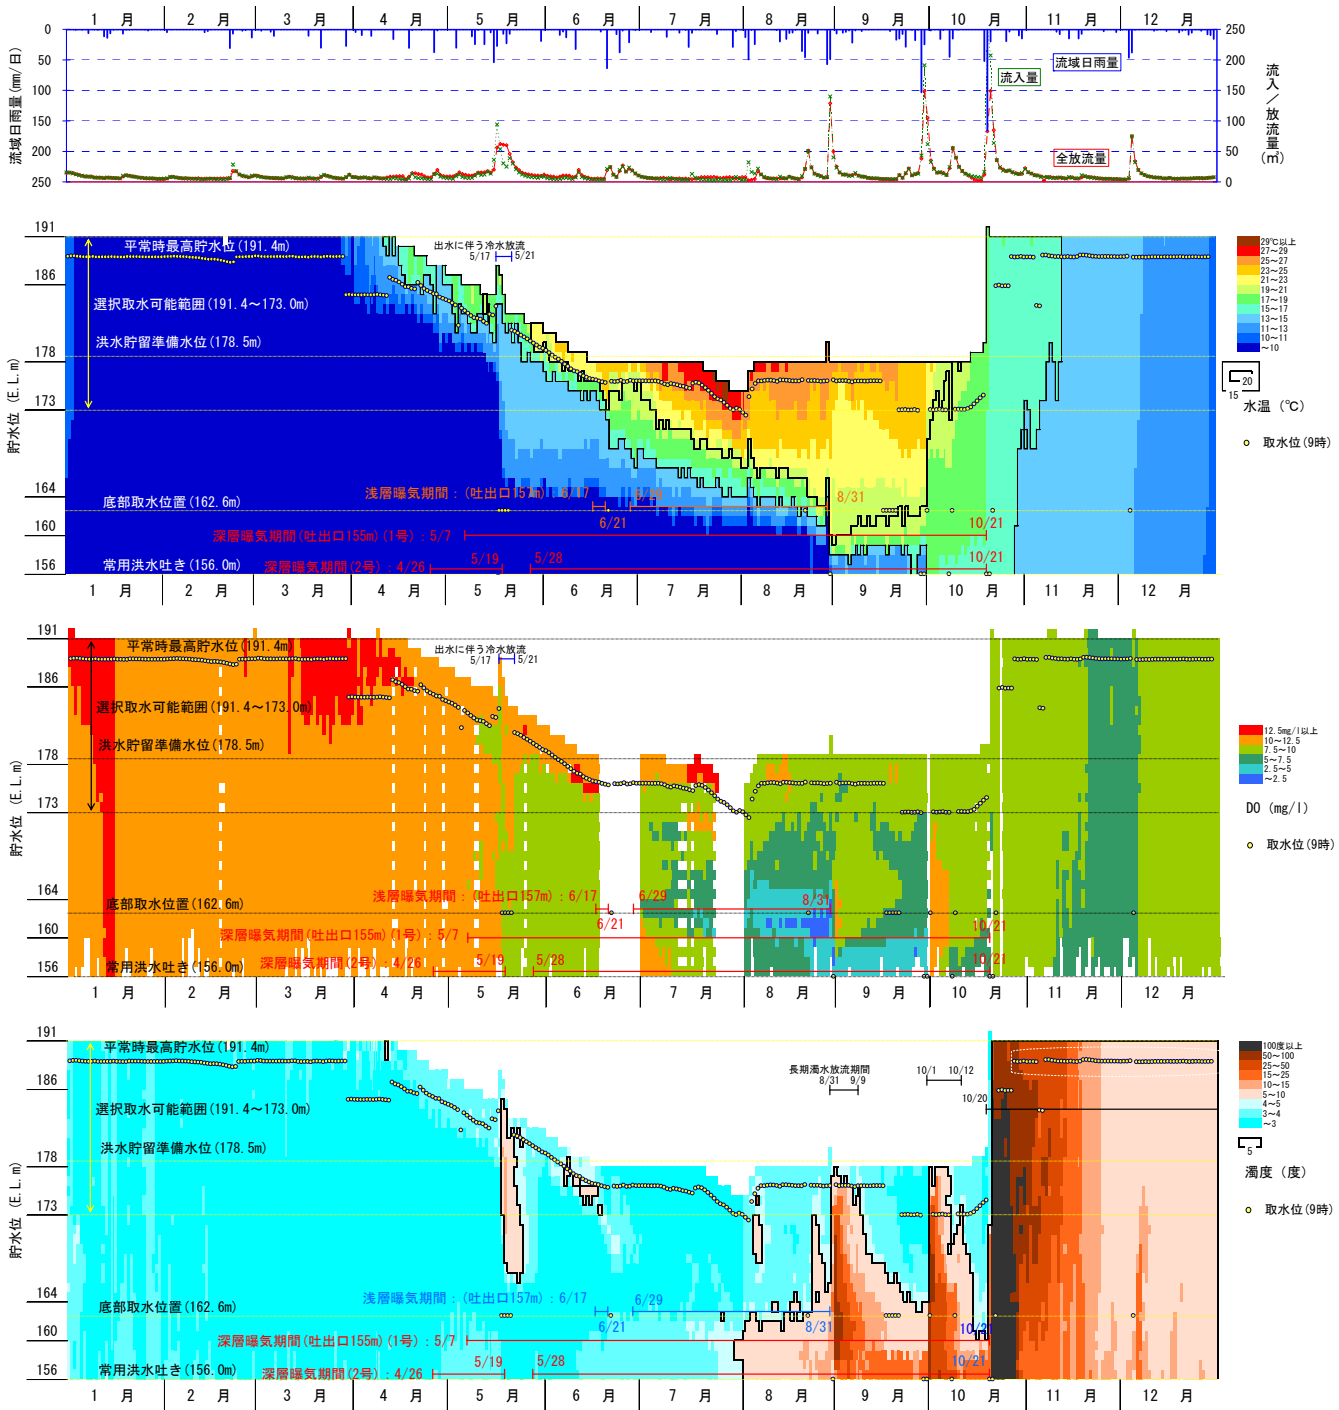 1 月 2 月 3 月 4 月 5 月 6 月 7 月 8 月 9 月 10 月 11 月 12 月
0 250
50 200
100 150
150 100
200 50
250 0
流域日雨量(mm/日)
流入/放流量(㎥)
流域日雨量
流入量
全放流量
191
186
178
173
164
160
156
貯水位 (E.L.m)
平常時最高貯水位(191.4m)
出水に伴う冷水放流
5/17 5/21
選択取水可能範囲(191.4～173.0m)
洪水貯留準備水位(178.5m)
浅層曝気期間：(吐出口157m)：6/17 6/29 8/31
底部取水位置(162.6m)
6/21
深層曝気期間(吐出口155m)(1号)：5/7 10/21
5/19 5/28 10/21
常用洪水吐き(156.0m) 深層曝気期間(2号)：4/26
29℃以上
27～29
25～27
23～25
21～23
19～21
17～19
15～17
13～15
11～13
10～11
～10
20
15
水温 (℃)
取水位(9時)
1 月 2 月 3 月 4 月 5 月 6 月 7 月 8 月 9 月 10 月 11 月 12 月
191
186
178
173
164
160
156
貯水位 (E.L.m)
平常時最高貯水位(191.4m)
出水に伴う冷水放流
5/17 5/21
選択取水可能範囲(191.4～173.0m)
洪水貯留準備水位(178.5m)
浅層曝気期間：(吐出口157m)：6/17 6/29 8/31
底部取水位置(162.6m)
6/21 10/21
深層曝気期間(吐出口155m)(1号)：5/7
5/19 5/28 10/21
常用洪水吐き(156.0m) 深層曝気期間(2号)：4/26
12.5mg/l以上
10～12.5
7.5～10
5～7.5
2.5～5
～2.5
DO (mg/l)
取水位(9時)
1 月 2 月 3 月 4 月 5 月 6 月 7 月 8 月 9 月 10 月 11 月 12 月
191
186
178
173
164
160
156
貯水位 (E.L.m)
平常時最高貯水位(191.4m)
長期濁水放流期間
8/31 9/9
10/1 10/12
10/20
選択取水可能範囲(191.4～173.0m)
洪水貯留準備水位(178.5m)
浅層曝気期間：(吐出口157m)：6/17 6/29
底部取水位置(162.6m)
6/21 8/31 10/21
深層曝気期間(吐出口155m)(1号)：5/7
5/19 5/28 10/21
常用洪水吐き(156.0m) 深層曝気期間(2号)：4/26
100度以上
50～100
25～50
15～25
10～15
5～10
4～5
3～4
～3
5
濁度 (度)
取水位(9時)
1 月 2 月 3 月 4 月 5 月 6 月 7 月 8 月 9 月 10 月 11 月 12 月